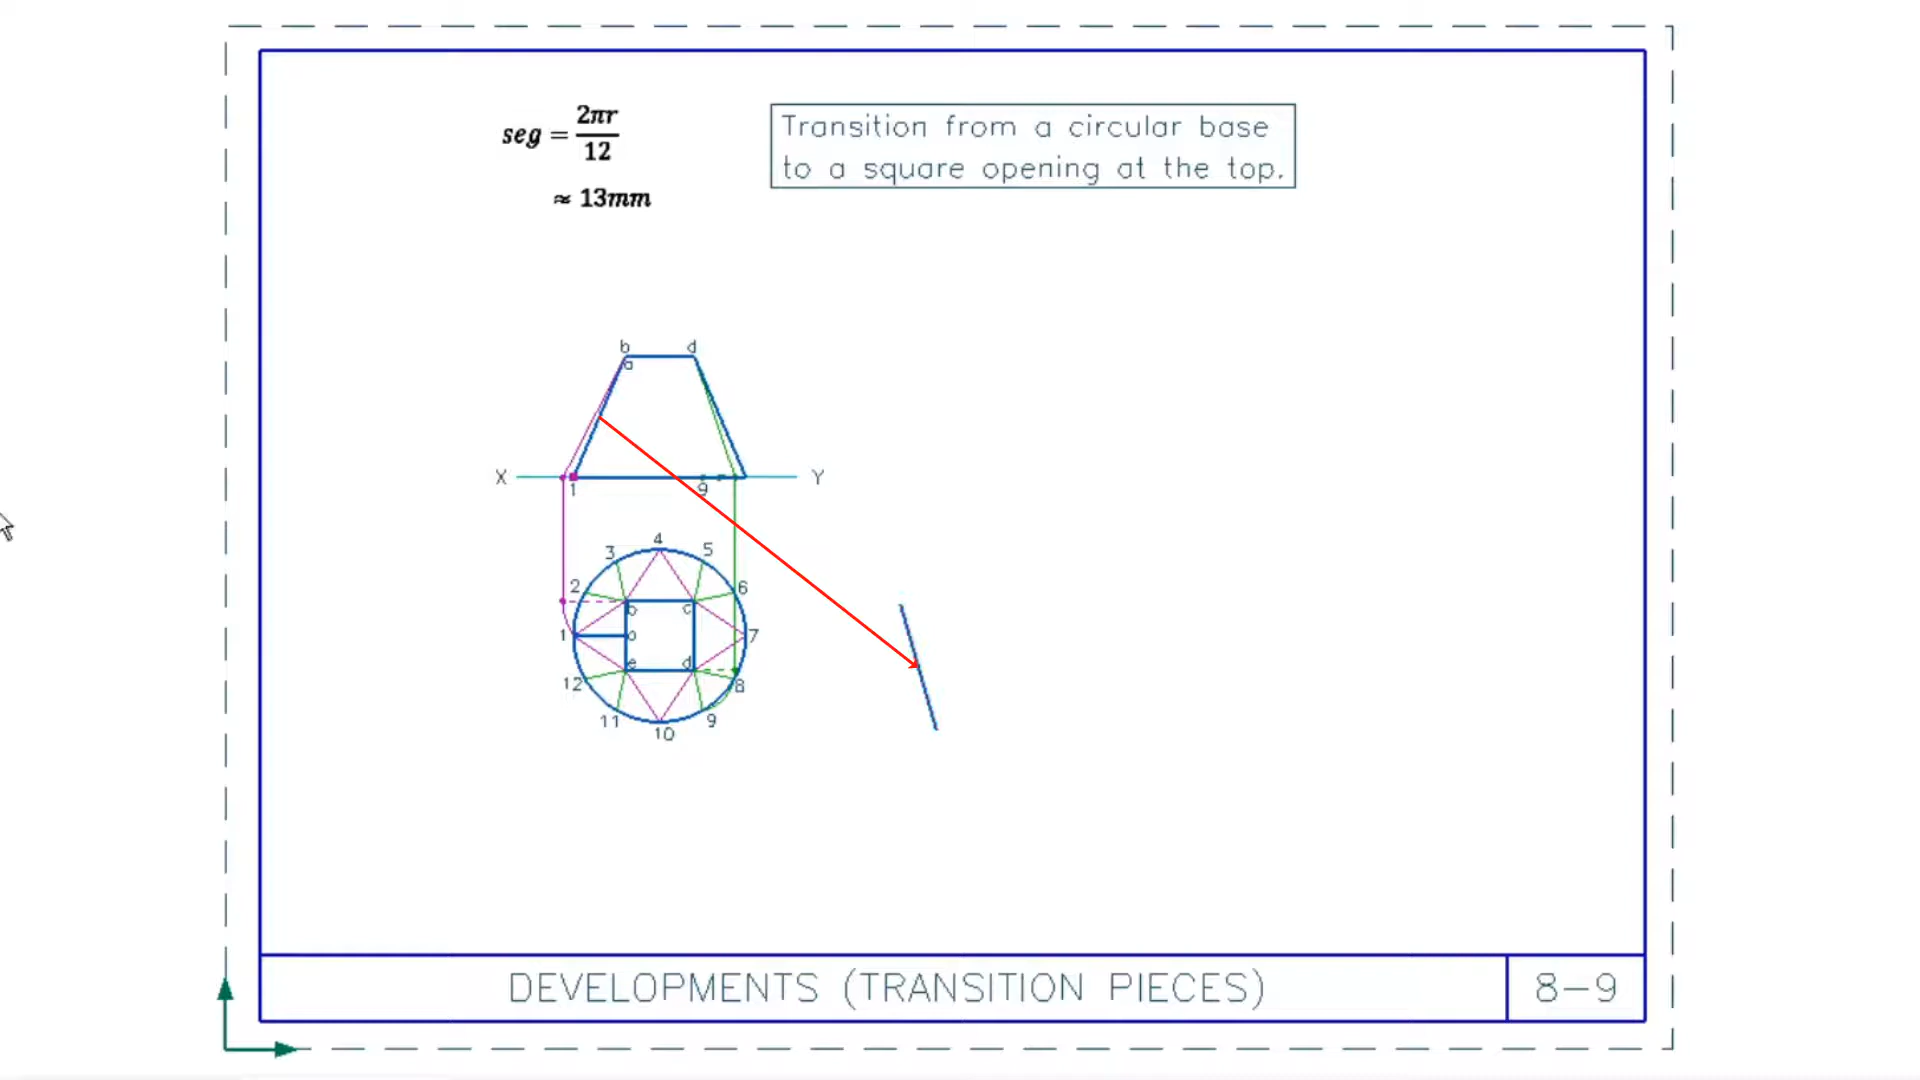 seg = 2πr/12
≈ 13mm
Transition from a circular base
to a square opening at the top.
b d
a
X Y
1 9
4
3 5
2 6
b c
1 o 7
e d
12 8
11 9
10
DEVELOPMENTS (TRANSITION PIECES) 8-9